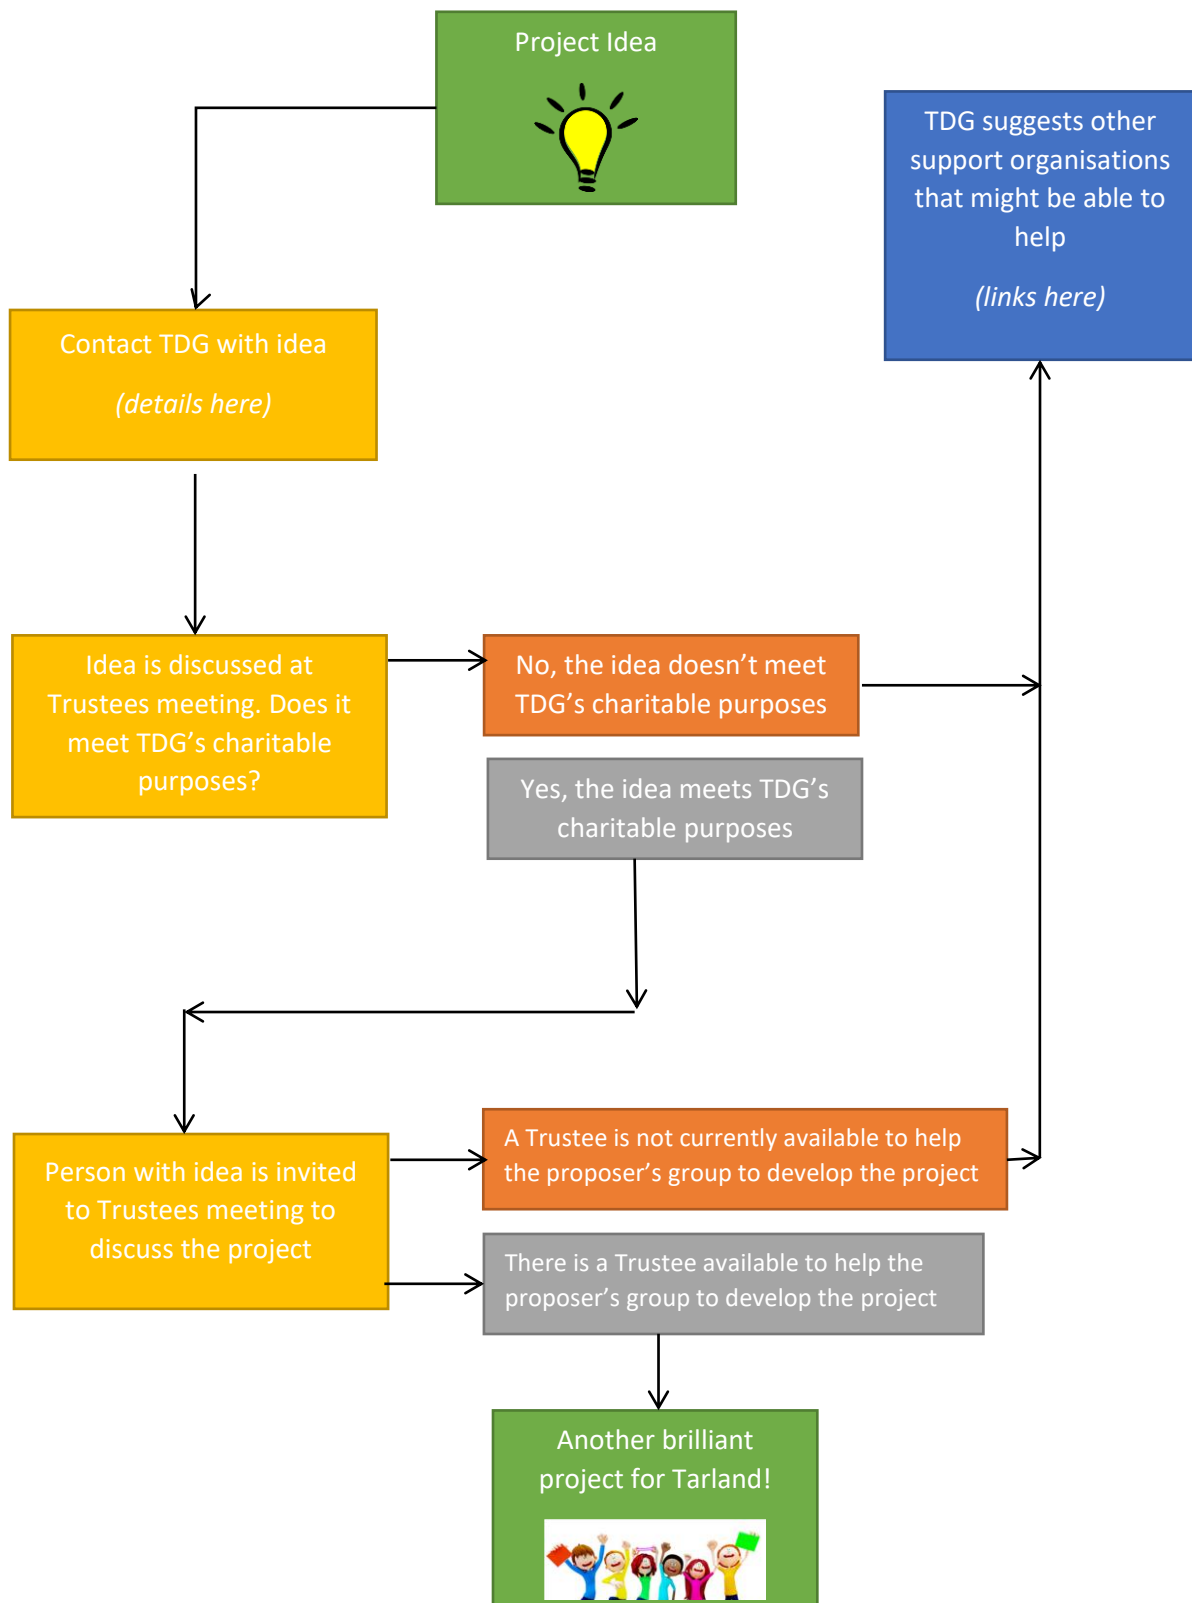 Project Idea
TDG suggests other
support organisations
that might be able to
help
(links here)
Contact TDG with idea
(details here)
Idea is discussed at
Trustees meeting. Does it
meet TDG’s charitable
purposes?
No, the idea doesn’t meet
TDG’s charitable purposes
Yes, the idea meets TDG’s
charitable purposes
Person with idea is invited
to Trustees meeting to
discuss the project
A Trustee is not currently available to help
the proposer’s group to develop the project
There is a Trustee available to help the
proposer’s group to develop the project
Another brilliant
project for Tarland!